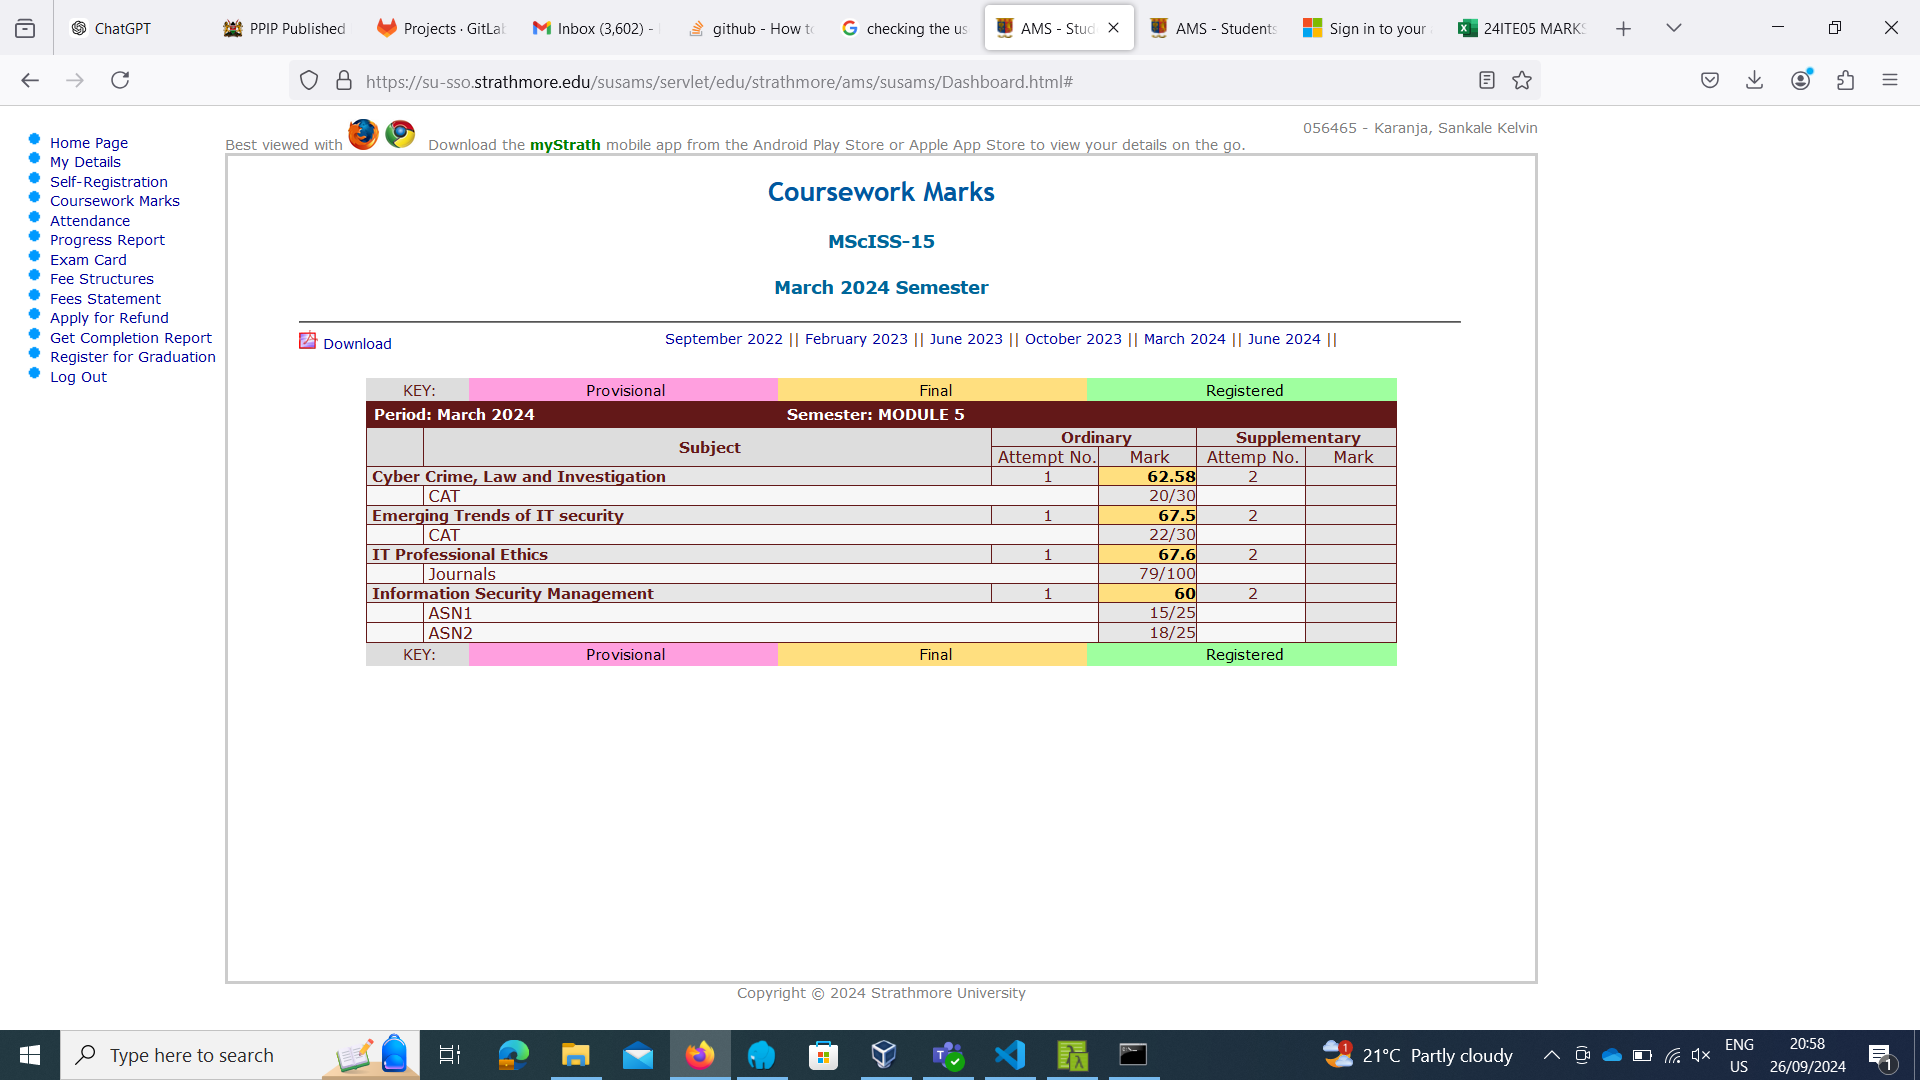 ChatGPT
PPIP Published
Projects · GitLab
Inbox (3,602) -
github - How to
checking the us
AMS - Stud
AMS - Students
Sign in to your
24ITE05 MARKS
https://su-sso.strathmore.edu/susams/servlet/edu/strathmore/ams/susams/Dashboard.html#
056465 - Karanja, Sankale Kelvin
Best viewed with Download the myStrath mobile app from the Android Play Store or Apple App Store to view your details on the go.
Home Page
My Details
Self-Registration
Coursework Marks
Attendance
Progress Report
Exam Card
Fee Structures
Fees Statement
Apply for Refund
Get Completion Report
Register for Graduation
Log Out
Coursework Marks
MScISS-15
March 2024 Semester
Download
September 2022 || February 2023 || June 2023 || October 2023 || March 2024 || June 2024 ||
KEY: Provisional Final Registered
Period: March 2024 Semester: MODULE 5
Subject Ordinary Supplementary
Attempt No. Mark Attemp No. Mark
Cyber Crime, Law and Investigation 1 62.58 2
CAT 20/30
Emerging Trends of IT security 1 67.5 2
CAT 22/30
IT Professional Ethics 1 67.6 2
Journals 79/100
Information Security Management 1 60 2
ASN1 15/25
ASN2 18/25
KEY: Provisional Final Registered
Copyright © 2024 Strathmore University
Type here to search
1
21°C Partly cloudy
ENG
US
20:58
26/09/2024
1